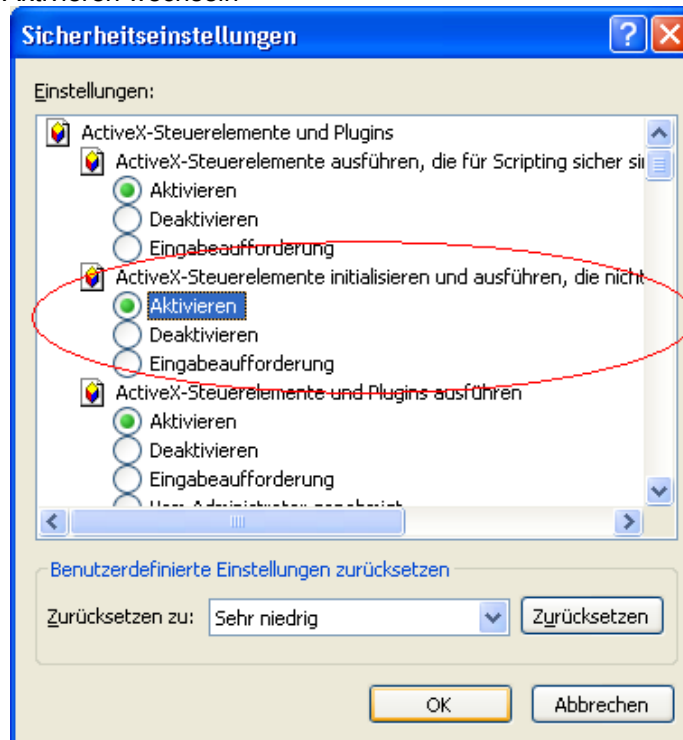 Sicherheitseinstellungen
Einstellungen:
ActiveX-Steuerelemente und Plugins
ActiveX-Steuerelemente ausführen, die für Scripting sicher sin
Aktivieren
Deaktivieren
Eingabeaufforderung
ActiveX-Steuerelemente initialisieren und ausführen, die nicht
Aktivieren
Deaktivieren
Eingabeaufforderung
ActiveX-Steuerelemente und Plugins ausführen
Aktivieren
Deaktivieren
Eingabeaufforderung
Benutzerdefinierte Einstellungen zurücksetzen
Zurücksetzen zu: Sehr niedrig Zurücksetzen
OK Abbrechen